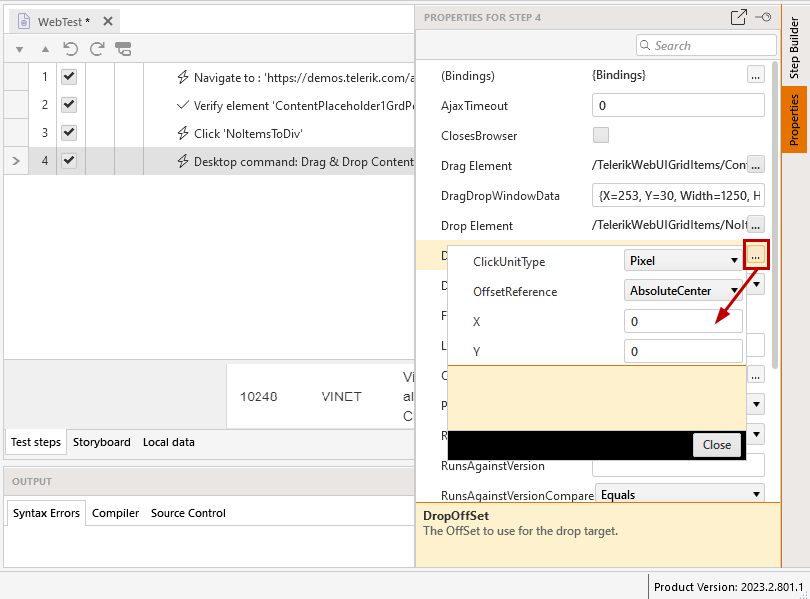 WebTest *
1 Navigate to : 'https://demos.telerik.com/a
2 Verify element 'ContentPlaceholder1GrdPe
3 Click 'NoItemsToDiv'
4 Desktop command: Drag & Drop Content
10248 VINET Vi
al
C
Test steps Storyboard Local data
OUTPUT
Syntax Errors Compiler Source Control
PROPERTIES FOR STEP 4
Search
(Bindings) {Bindings} ...
AjaxTimeout 0
ClosesBrowser
Drag Element /TelerikWebUIGridItems/Con ...
DragDropWindowData {X=253, Y=30, Width=1250, H
Drop Element /TelerikWebUIGridItems/NoIt ...
D ...
ClickUnitType Pixel
D
OffsetReference AbsoluteCenter
F
X 0
L
Y 0
C ...
P
R
Close
RunsAgainstVersion
RunsAgainstVersionCompare Equals
DropOffSet
The OffSet to use for the drop target.
Step Builder
Properties
Product Version: 2023.2.801.1